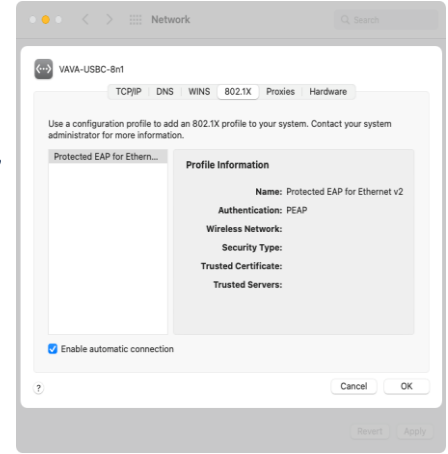 Network
Search
VAVA-USBC-8n1
TCP/IP DNS WINS 802.1X Proxies Hardware
Use a configuration profile to add an 802.1X profile to your system. Contact your system
administrator for more information.
Protected EAP for Ethern...
Profile Information
Name: Protected EAP for Ethernet v2
Authentication: PEAP
Wireless Network:
Security Type:
Trusted Certificate:
Trusted Servers:
Enable automatic connection
?
Cancel OK
Revert Apply